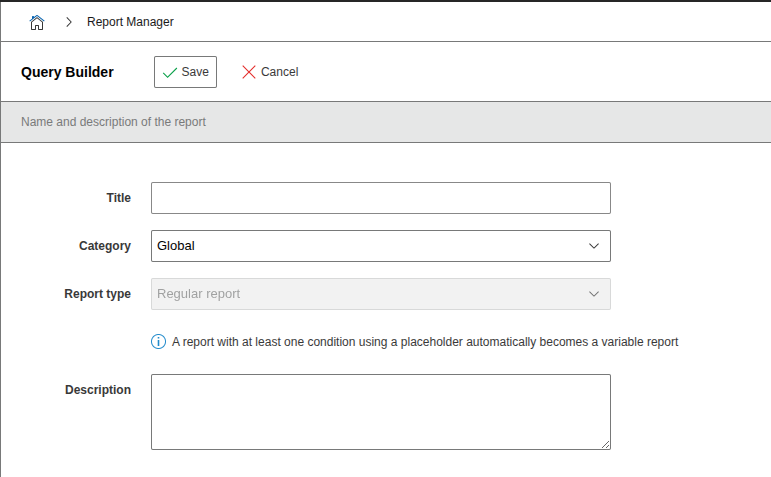 Report Manager
Query Builder Save Cancel
Name and description of the report
Title
Category Global
Report type Regular report
A report with at least one condition using a placeholder automatically becomes a variable report
Description